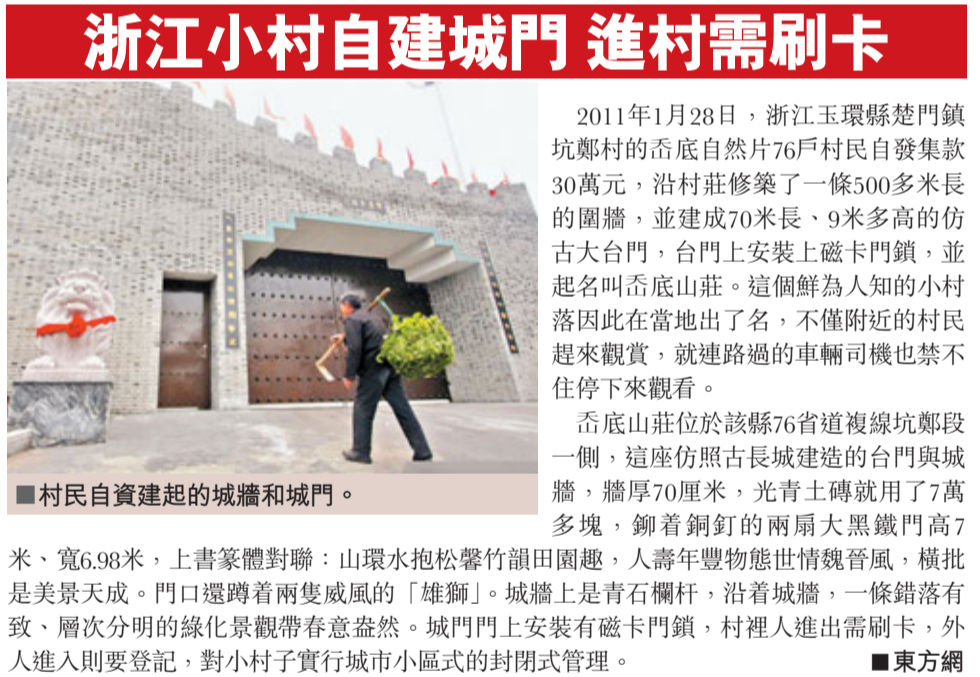 浙江小村自建城門 進村需刷卡
2011年1月28日，浙江玉環縣楚門鎮
坑鄭村的岙底自然片76戶村民自發集款
30萬元，沿村莊修築了一條500多米長
的圍牆，並建成70米長、9米多高的仿
古大台門，台門上安裝上磁卡門鎖，並
起名叫岙底山莊。這個鮮為人知的小村
落因此在當地出了名，不僅附近的村民
趕來觀賞，就連路過的車輛司機也禁不
住停下來觀看。
岙底山莊位於該縣76省道複線坑鄭段
一側，這座仿照古長城建造的台門與城
牆，牆厚70厘米，光青土磚就用了7萬
多塊，鉚着銅釘的兩扇大黑鐵門高7
米、寬6.98米，上書篆體對聯：山環水抱松馨竹韻田園趣，人壽年豐物態世情魏晉風，橫批
是美景天成。門口還蹲着兩隻威風的「雄獅」。城牆上是青石欄杆，沿着城牆，一條錯落有
致、層次分明的綠化景觀帶春意盎然。城門門上安裝有磁卡門鎖，村裡人進出需刷卡，外
人進入則要登記，對小村子實行城市小區式的封閉式管理。
■東方網
■村民自資建起的城牆和城門。